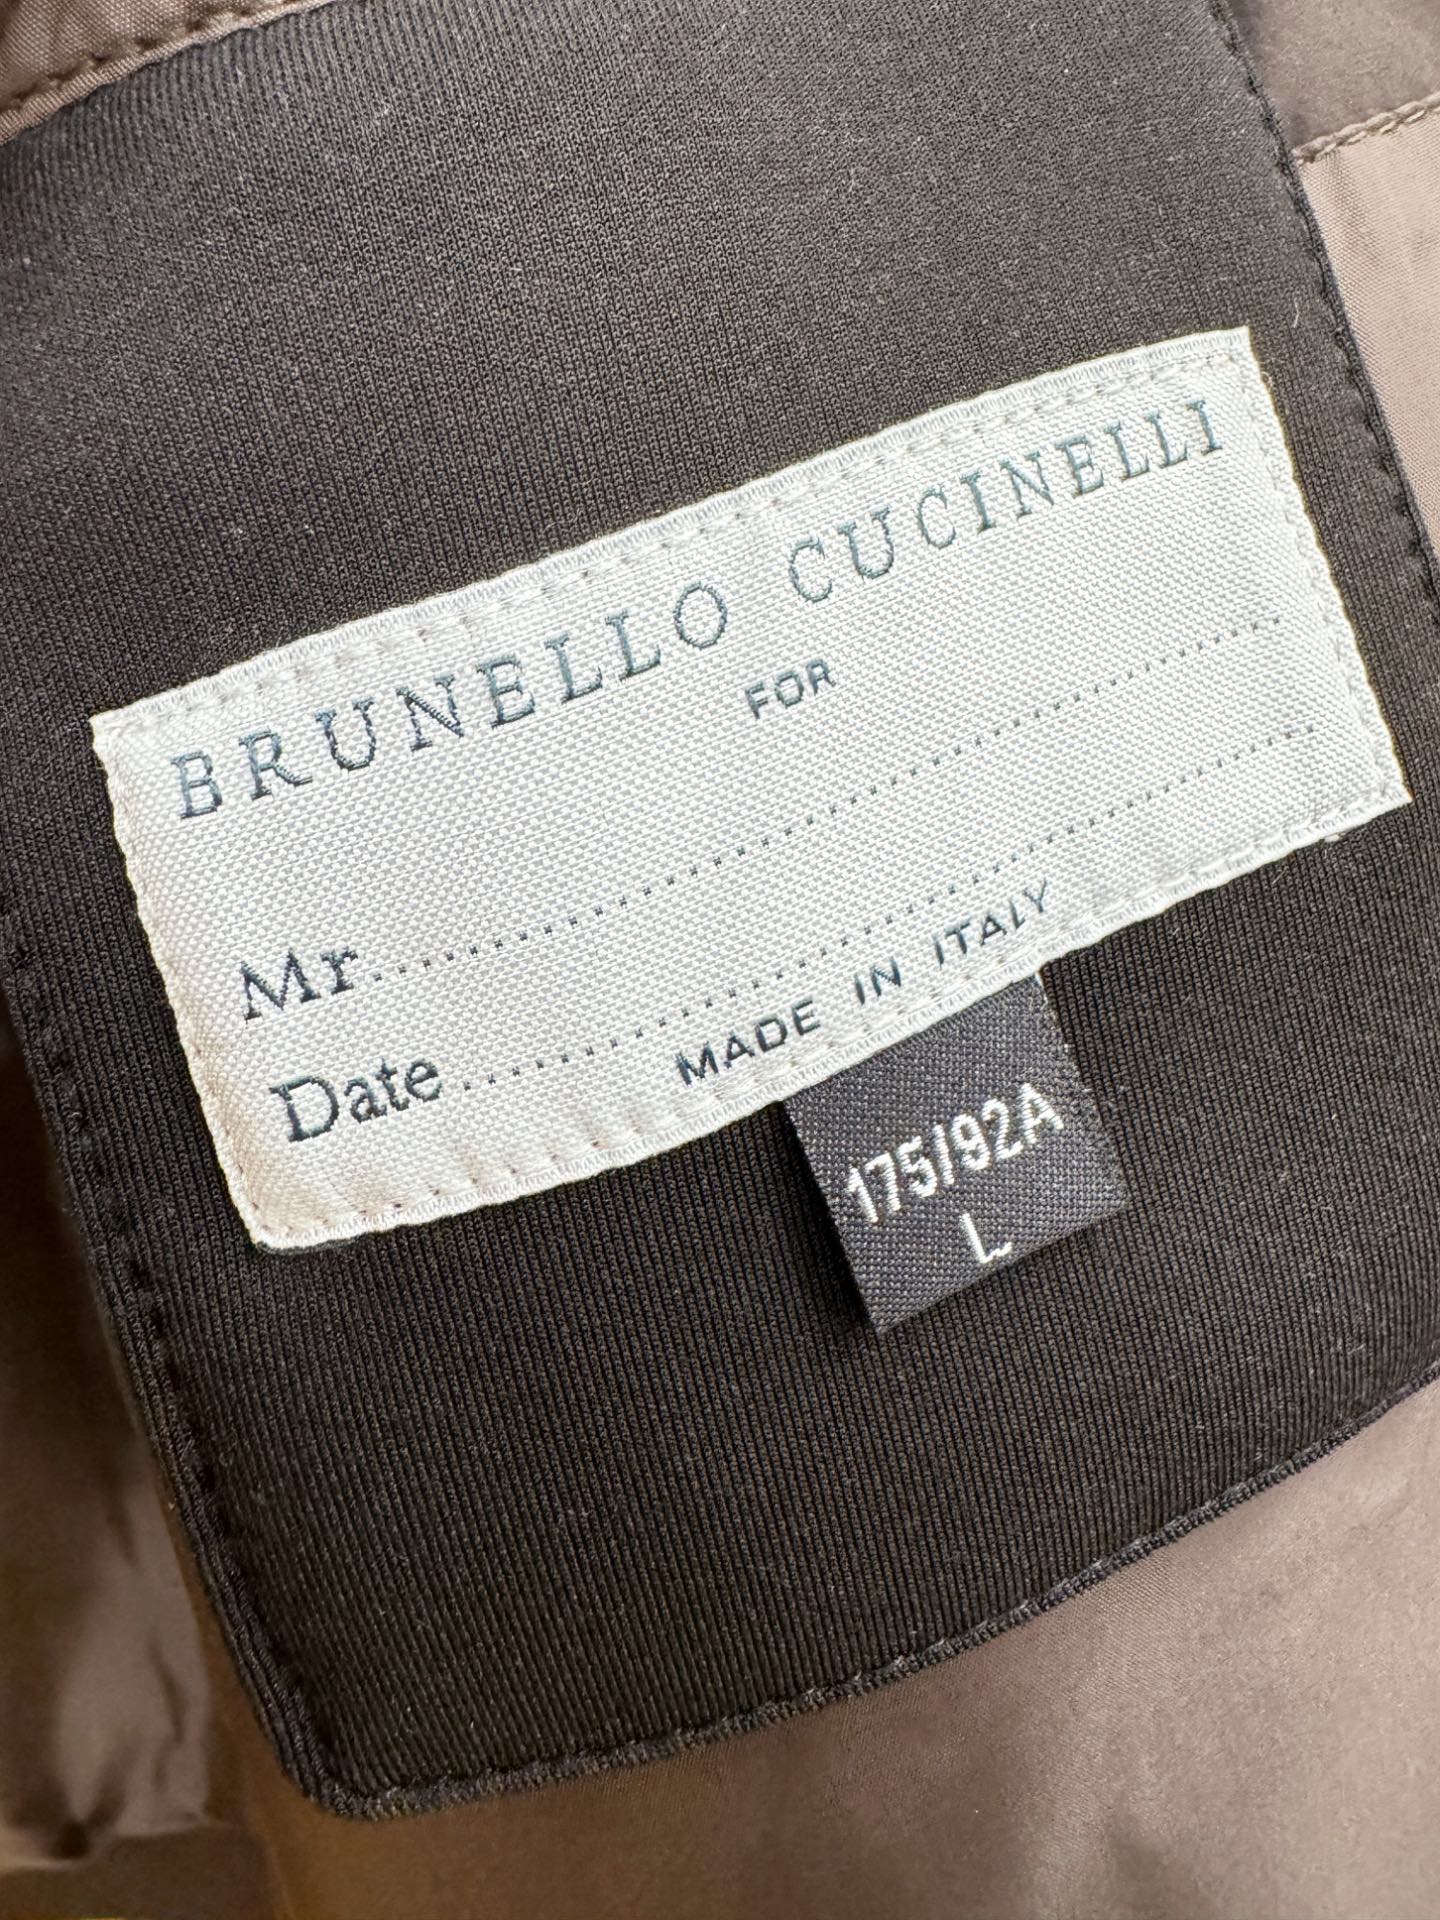 BRUNELLO CUCINELLI
FOR
Mr............................................................
Date............................................................
MADE IN ITALY
175/92A
L